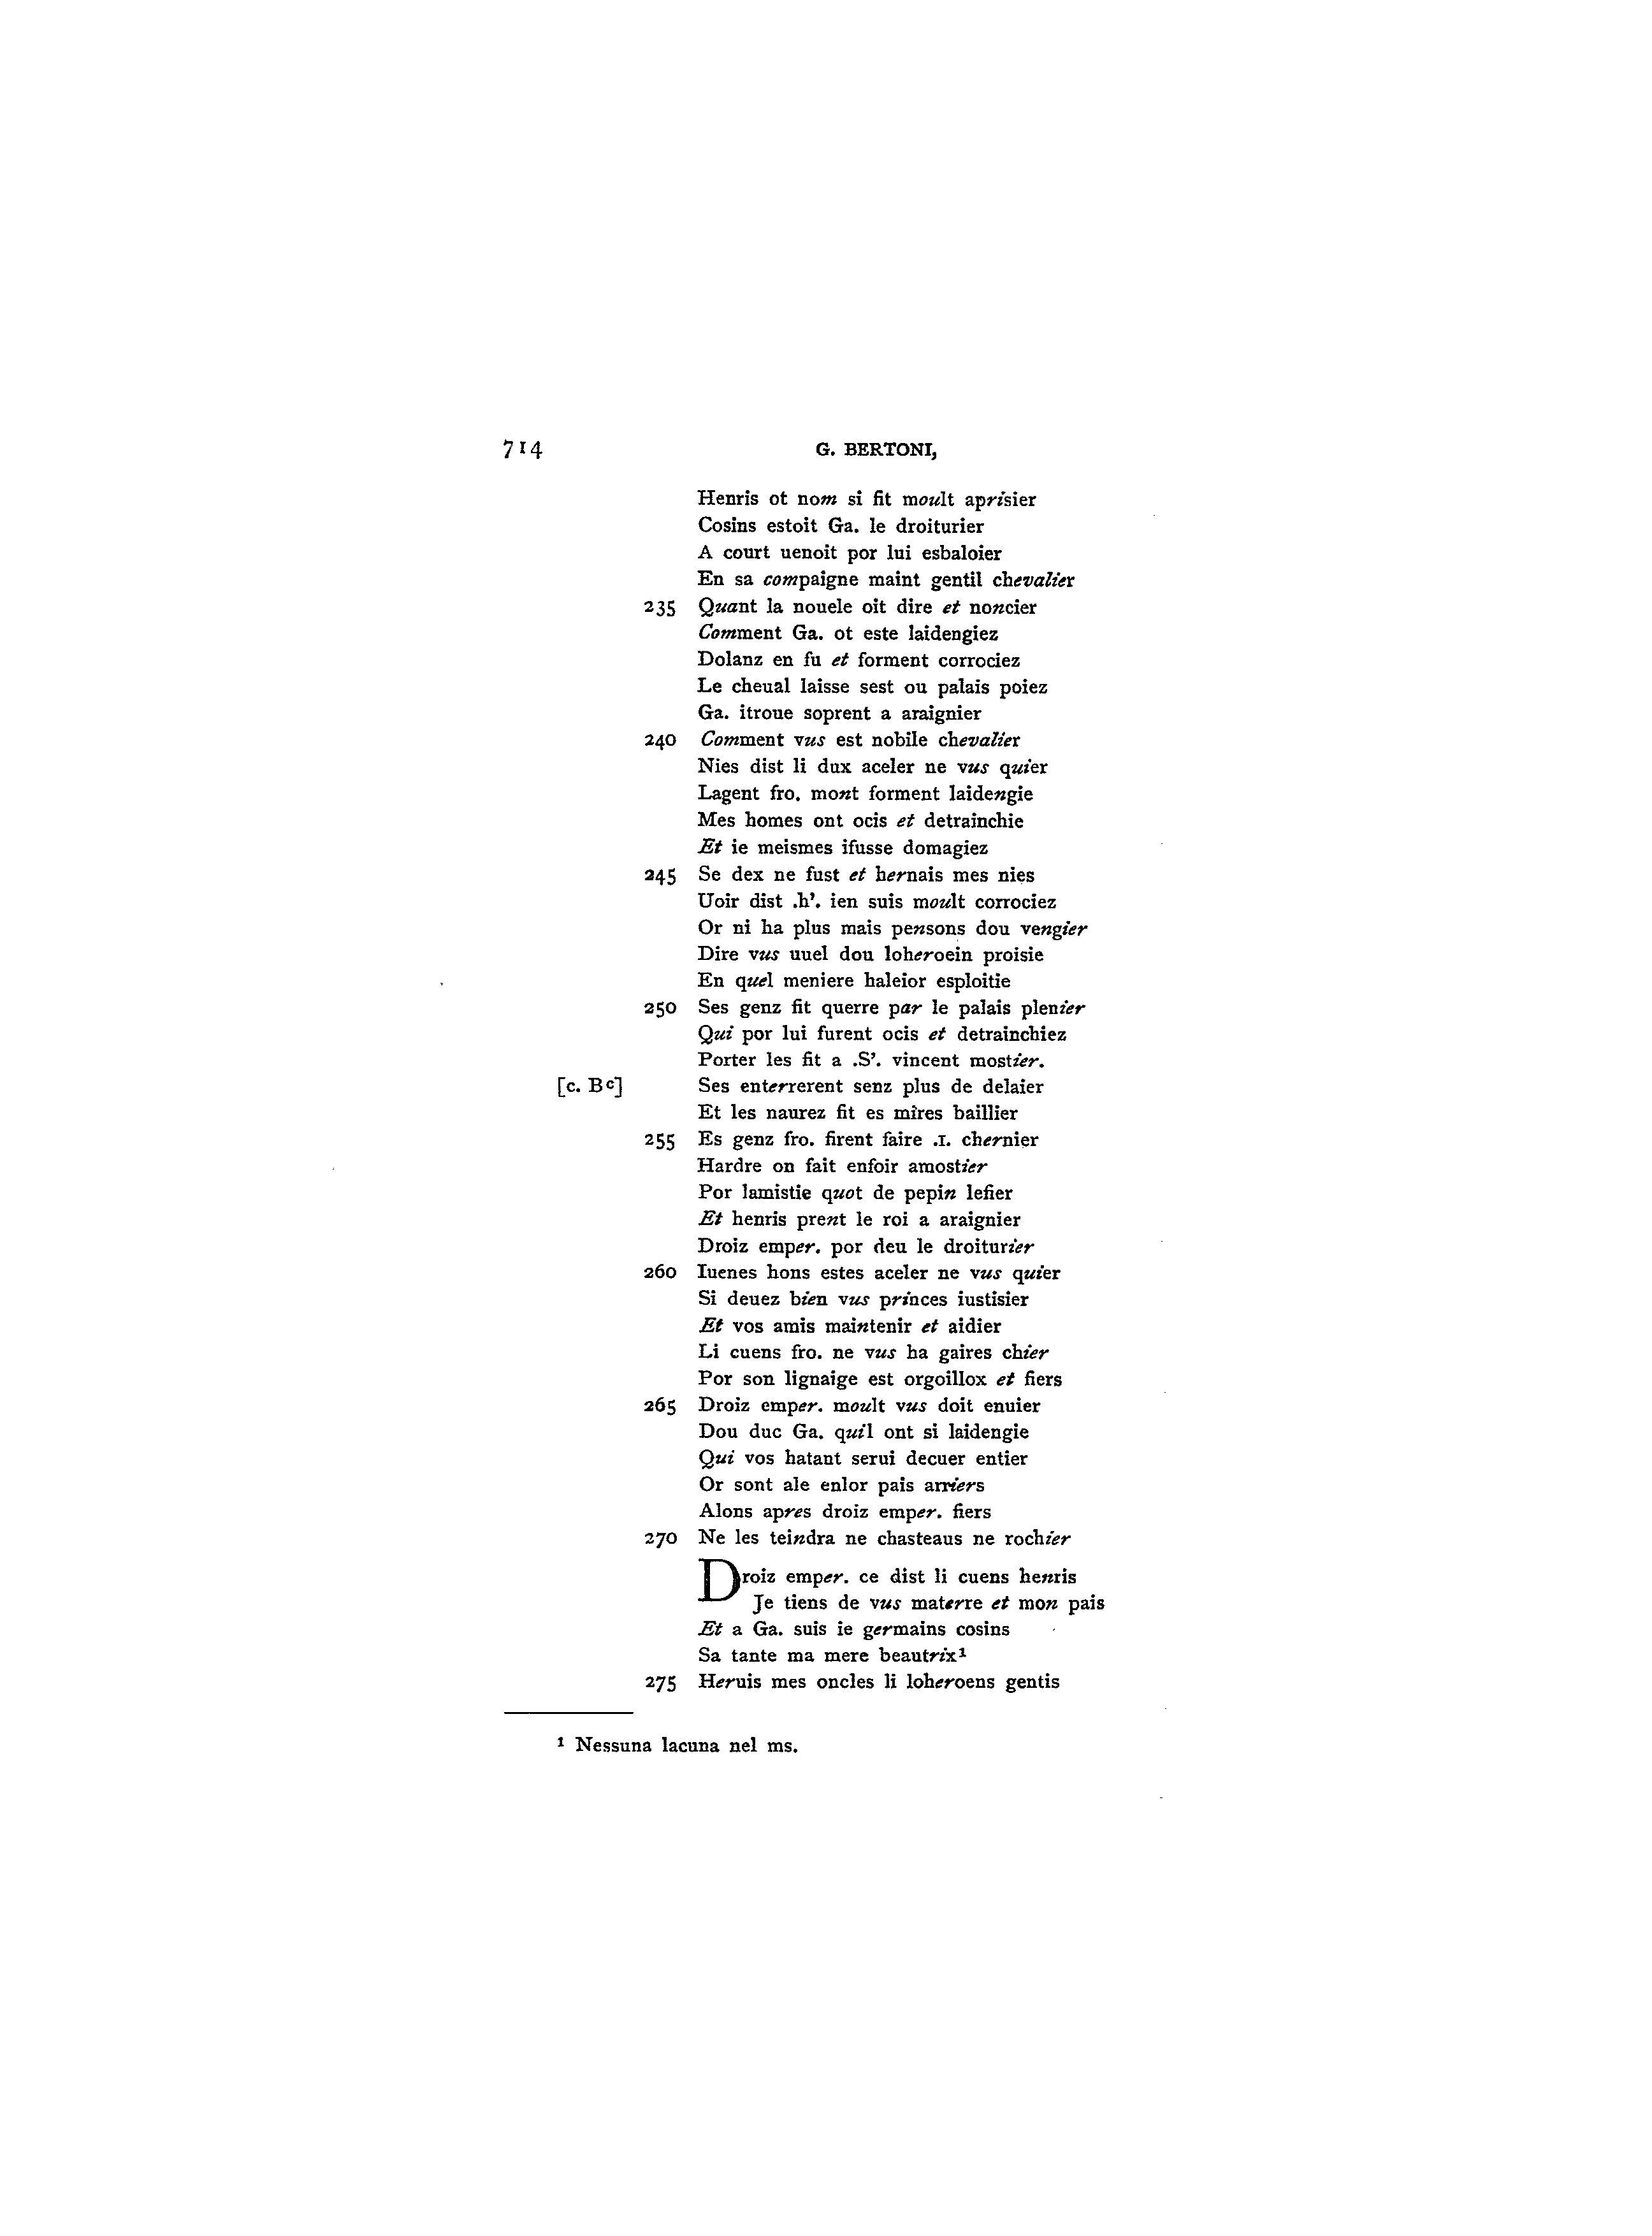 714 G. BERTONI,
Henris ot nom si fit moult aprisier
Cosins estoit Ga. le droiturier
A court uenoit por lui esbaloier
En sa compaigne maint gentil chevalier
235 Quant la nouele oit dire et noncier
Comment Ga. ot este laidengiez
Dolanz en fu et forment corrociez
Le cheual laisse sest ou palais poiez
Ga. itroue soprent a araignier
240 Comment vus est nobile chevalier
Nies dist li dux aceler ne vus quier
Lagent fro. mont forment laidengie
Mes homes ont ocis et detrainchie
Et ie meismes ifusse domagiez
245 Se dex ne fust et hernais mes nies
Uoir dist .h’. ien suis moult corrociez
Or ni ha plus mais pensons dou vengier
Dire vus uuel dou loheroein proisie
En quel meniere haleior esploitie
250 Ses genz fit querre par le palais plenier
Qui por lui furent ocis et detrainchiez
Porter les fit a .S’. vincent mostier.
[c. Bc] Ses enterrerent senz plus de delaier
Et les naurez fit es mires baillier
255 Es genz fro. firent faire .I. chernier
Hardre on fait enfoir amostier
Por lamistie quot de pepin lefier
Et henris prent le roi a araignier
Droiz emper. por deu le droiturier
260 Iuenes hons estes aceler ne vus quier
Si deuez bien vus princes iustisier
Et vos amis maintenir et aidier
Li cuens fro. ne vus ha gaires chier
Por son lignaige est orgoillox et fiers
265 Droiz emper. moult vus doit enuier
Dou duc Ga. quil ont si laidengie
Qui vos hatant serui decuer entier
Or sont ale enlor pais arriers
Alons apres droiz emper. fiers
270 Ne les teindra ne chasteaus ne rochier
Droiz emper. ce dist li cuens henris
Je tiens de vus materre et mon pais
Et a Ga. suis ie germains cosins
Sa tante ma mere beautrix1
275 Heruis mes oncles li loheroens gentis
1 Nessuna lacuna nel ms.